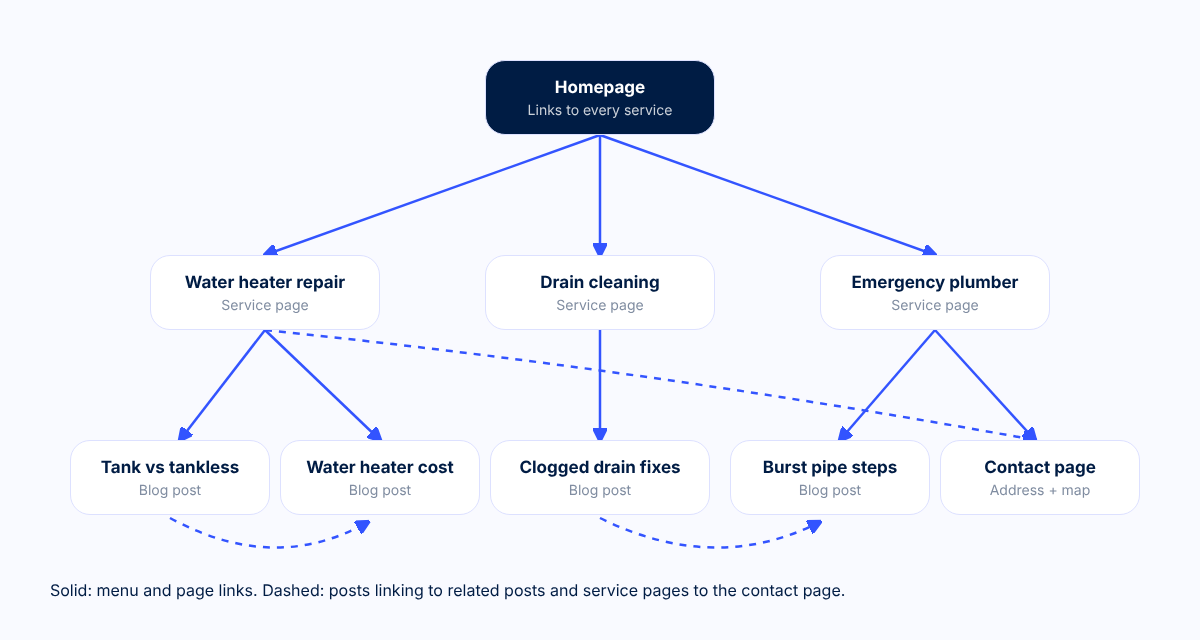 Homepage
Links to every service
Water heater repair
Service page
Drain cleaning
Service page
Emergency plumber
Service page
Tank vs tankless
Blog post
Water heater cost
Blog post
Clogged drain fixes
Blog post
Burst pipe steps
Blog post
Contact page
Address + map
Solid: menu and page links. Dashed: posts linking to related posts and service pages to the contact page.